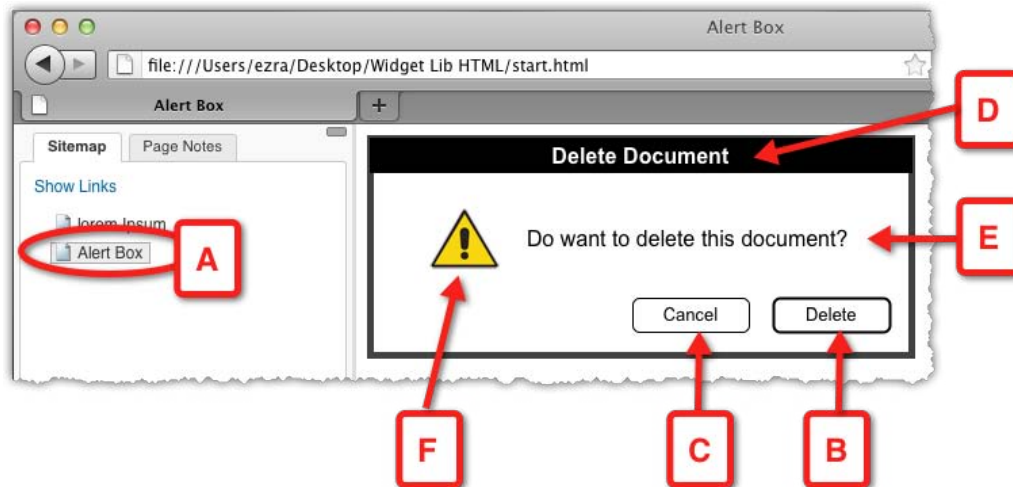 Alert Box
file:///Users/ezra/Desktop/Widget Lib HTML/start.html
Alert Box
+
Sitemap
Page Notes
Show Links
lorem Ipsum
Alert Box
A
Delete Document
D
Do want to delete this document?
E
Cancel
Delete
F
C
B